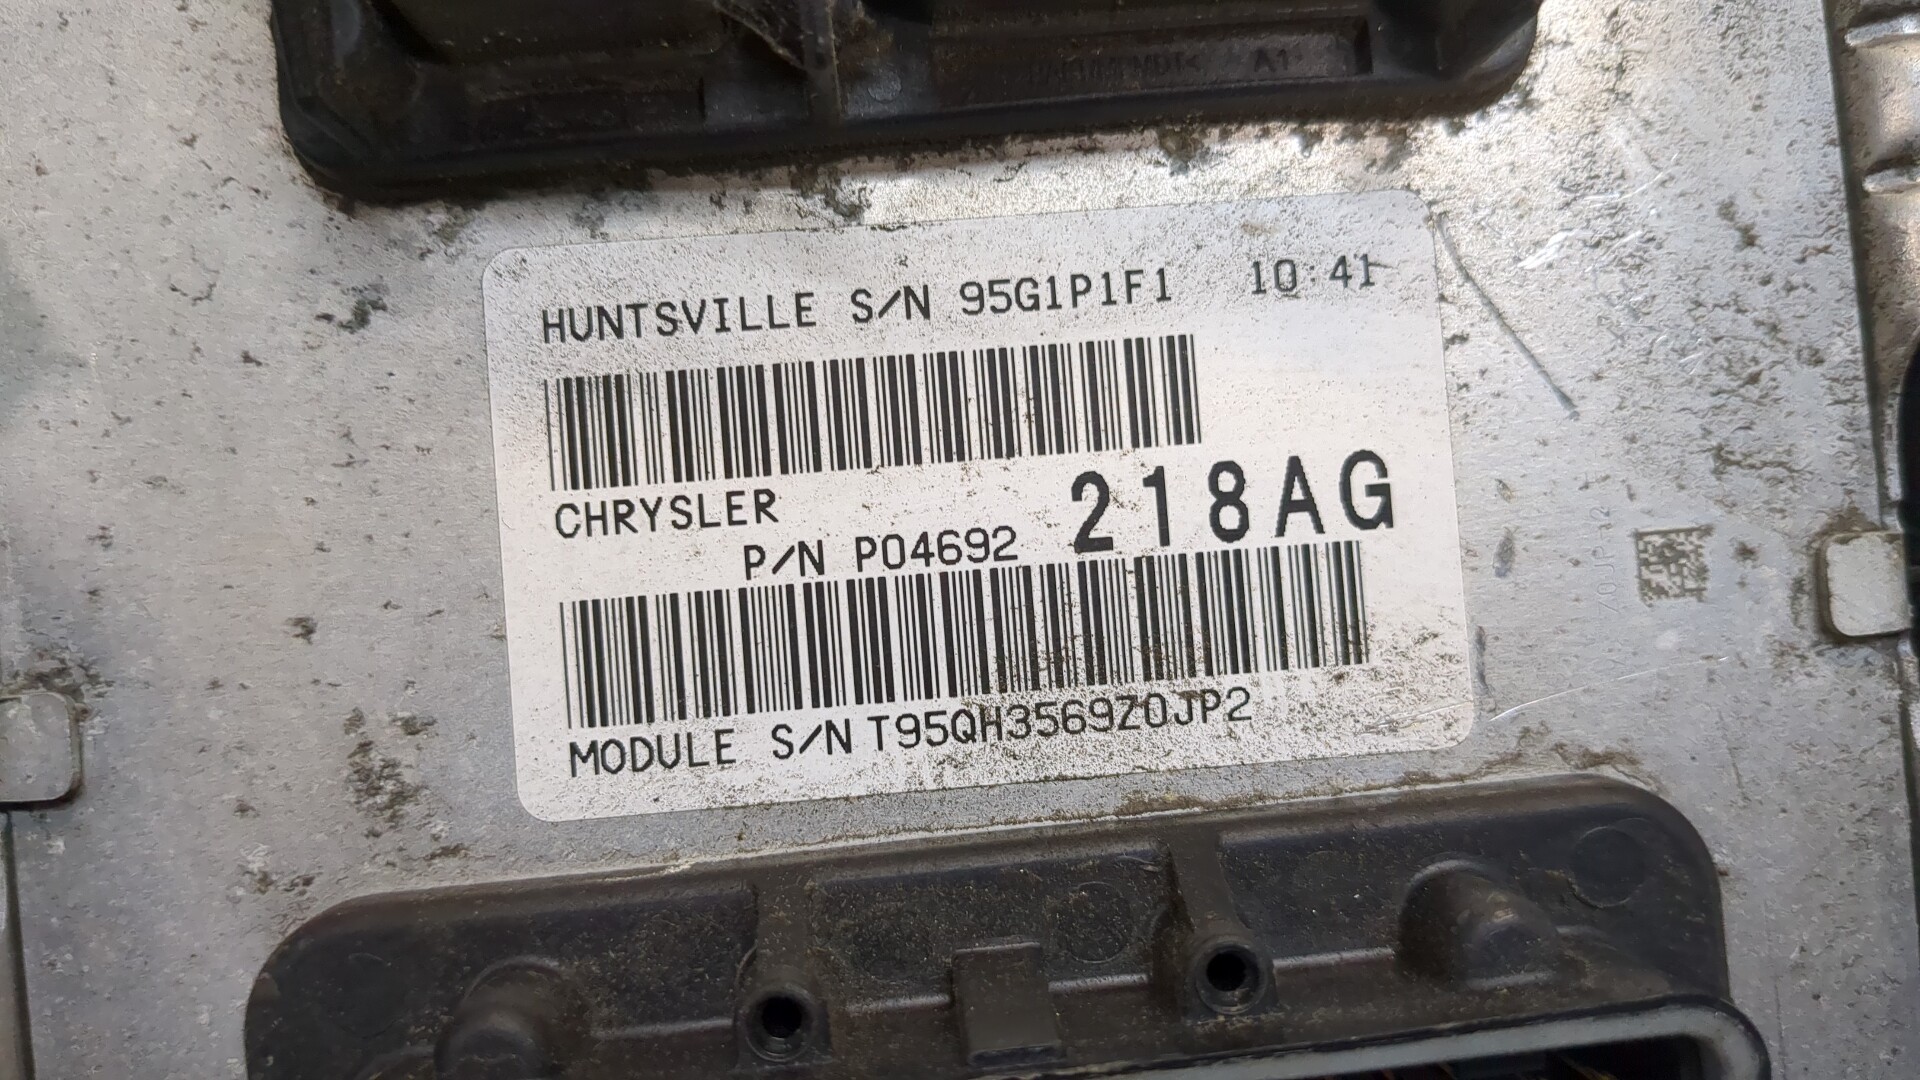 HUNTSVILLE S/N 95G1P1F1 10:41
CHRYSLER
P/N P04692 218AG
MODULE S/N T95QH3569Z0JP2